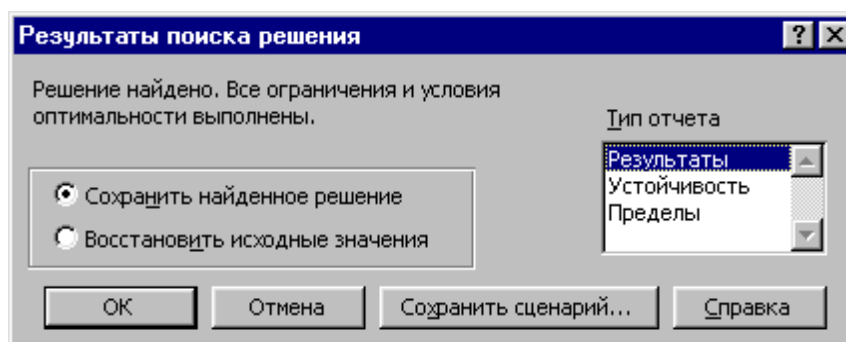 Результаты поиска решения
Решение найдено. Все ограничения и условия
оптимальности выполнены.
Тип отчета
Результаты
Устойчивость
Пределы
Сохранить найденное решение
Восстановить исходные значения
ОК
Отмена
Сохранить сценарий...
Справка